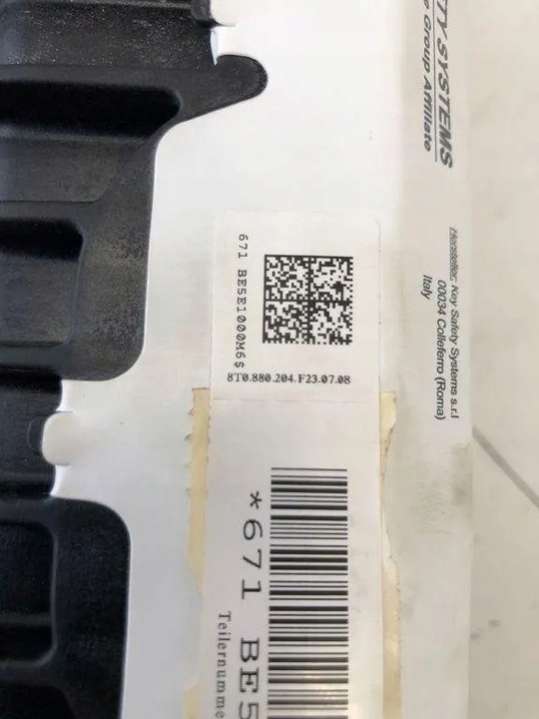 TY SYSTEMS
Group Affiliate
Hersteller: Key Safety Systems s.r.l
00034 Colleferro (Roma)
Italy
671 BE5E1000M6$
8T0.880.204.F23.07.08
*671 BE5
Teilernumme